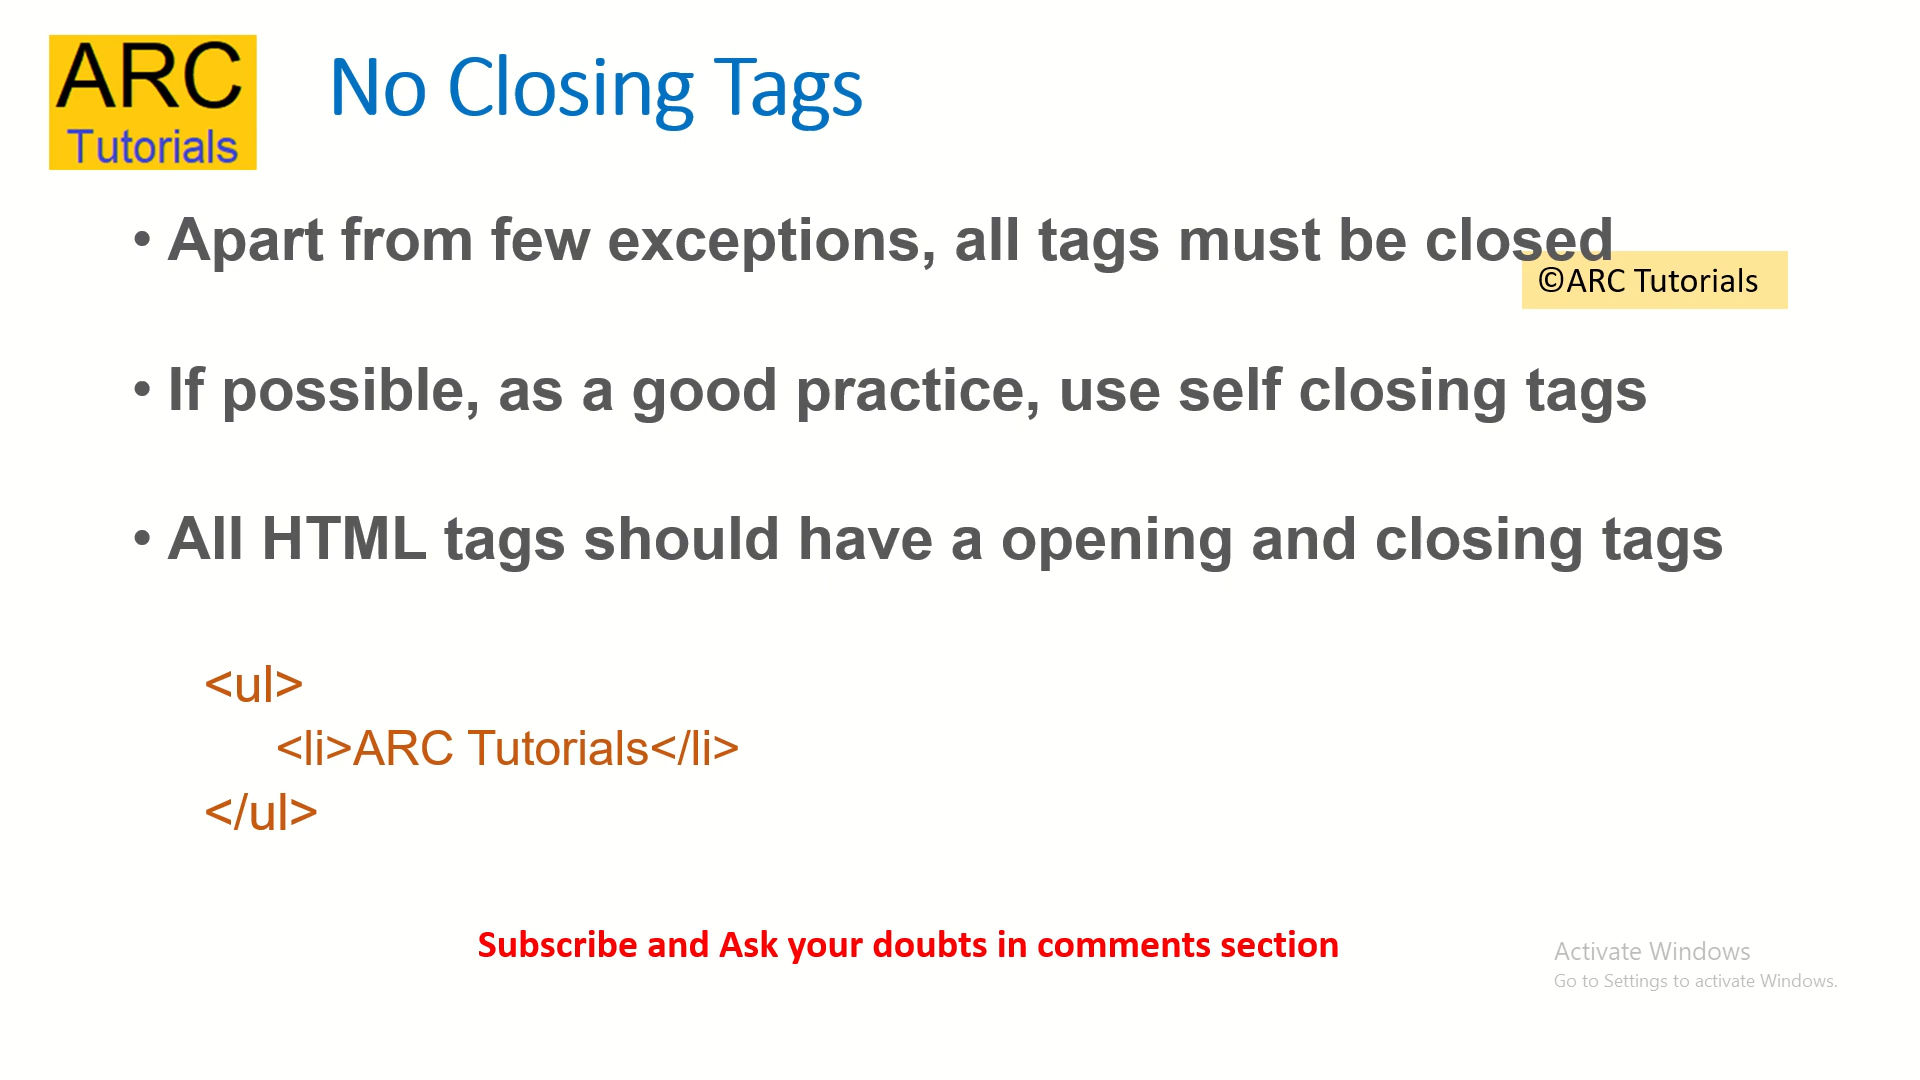 ARC
Tutorials
No Closing Tags
• Apart from few exceptions, all tags must be closed
©ARC Tutorials
• If possible, as a good practice, use self closing tags
• All HTML tags should have a opening and closing tags
<ul>
<li>ARC Tutorials</li>
</ul>
Subscribe and Ask your doubts in comments section
Activate Windows
Go to Settings to activate Windows.